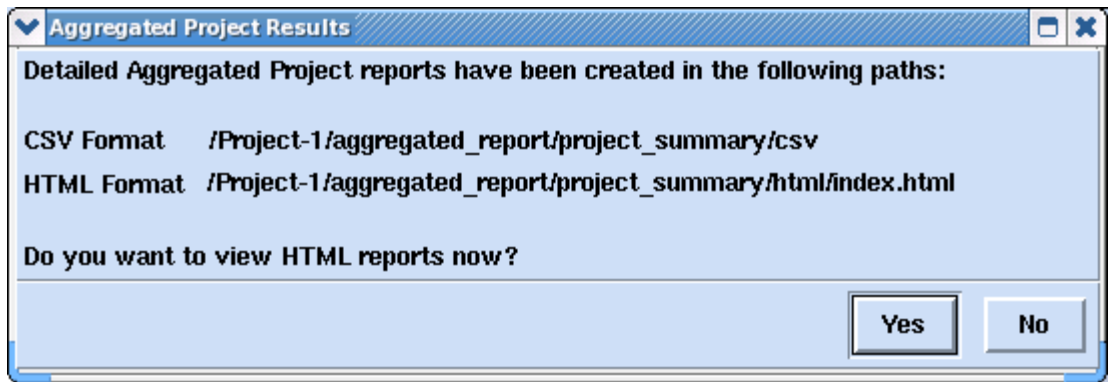 Aggregated Project Results
Detailed Aggregated Project reports have been created in the following paths:
CSV Format /Project-1/aggregated_report/project_summary/csv
HTML Format /Project-1/aggregated_report/project_summary/html/index.html
Do you want to view HTML reports now?
Yes No